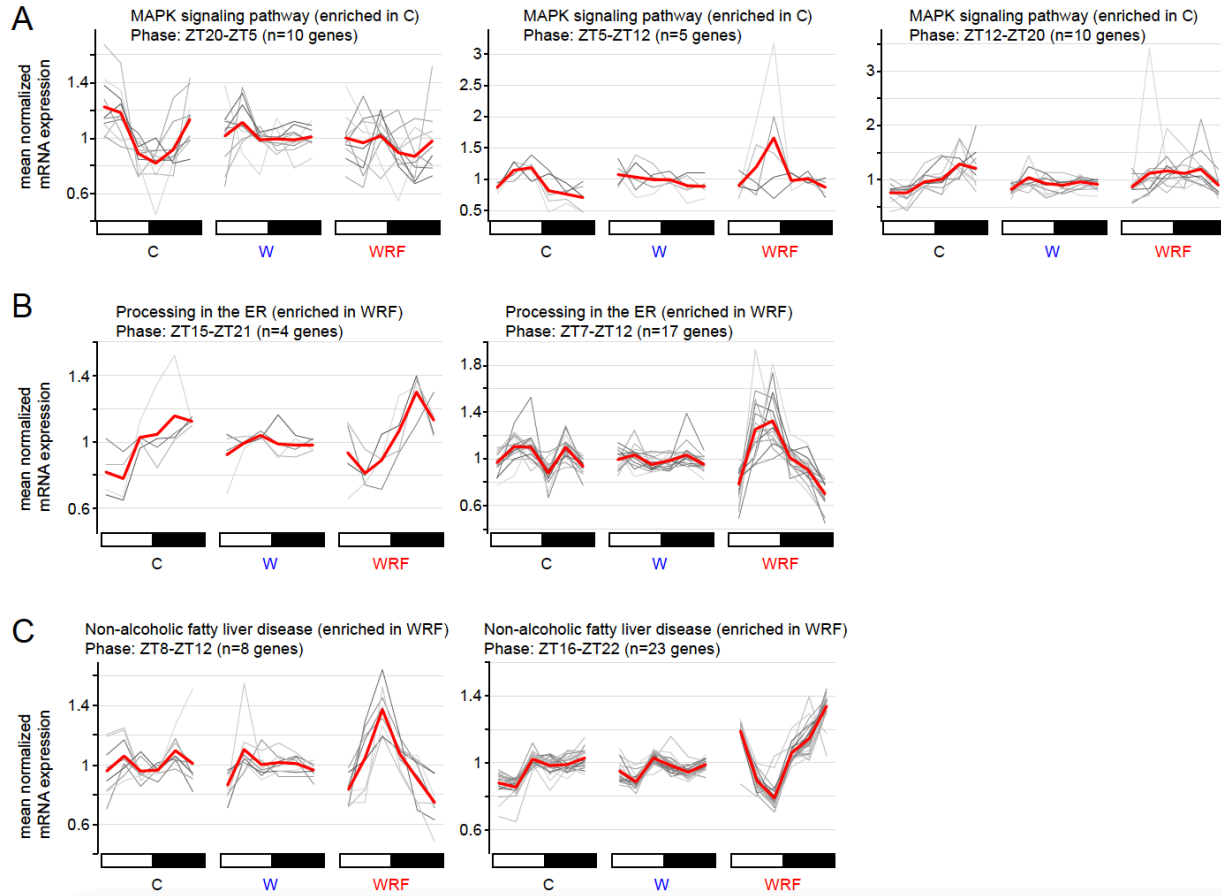 A
MAPK signaling pathway (enriched in C)
Phase: ZT20-ZT5 (n=10 genes)
mean normalized
mRNA expression
1.4
1
0.6
C
W
WRF
MAPK signaling pathway (enriched in C)
Phase: ZT5-ZT12 (n=5 genes)
3
2.5
2
1.5
1
0.5
C
W
WRF
MAPK signaling pathway (enriched in C)
Phase: ZT12-ZT20 (n=10 genes)
3
2
1
C
W
WRF
B
Processing in the ER (enriched in WRF)
Phase: ZT15-ZT21 (n=4 genes)
mean normalized
mRNA expression
1.4
1
0.6
C
W
WRF
Processing in the ER (enriched in WRF)
Phase: ZT7-ZT12 (n=17 genes)
1.8
1.4
1
0.6
C
W
WRF
C
Non-alcoholic fatty liver disease (enriched in WRF)
Phase: ZT8-ZT12 (n=8 genes)
mean normalized
mRNA expression
1.4
1
0.6
C
W
WRF
Non-alcoholic fatty liver disease (enriched in WRF)
Phase: ZT16-ZT22 (n=23 genes)
1.4
1
0.6
C
W
WRF